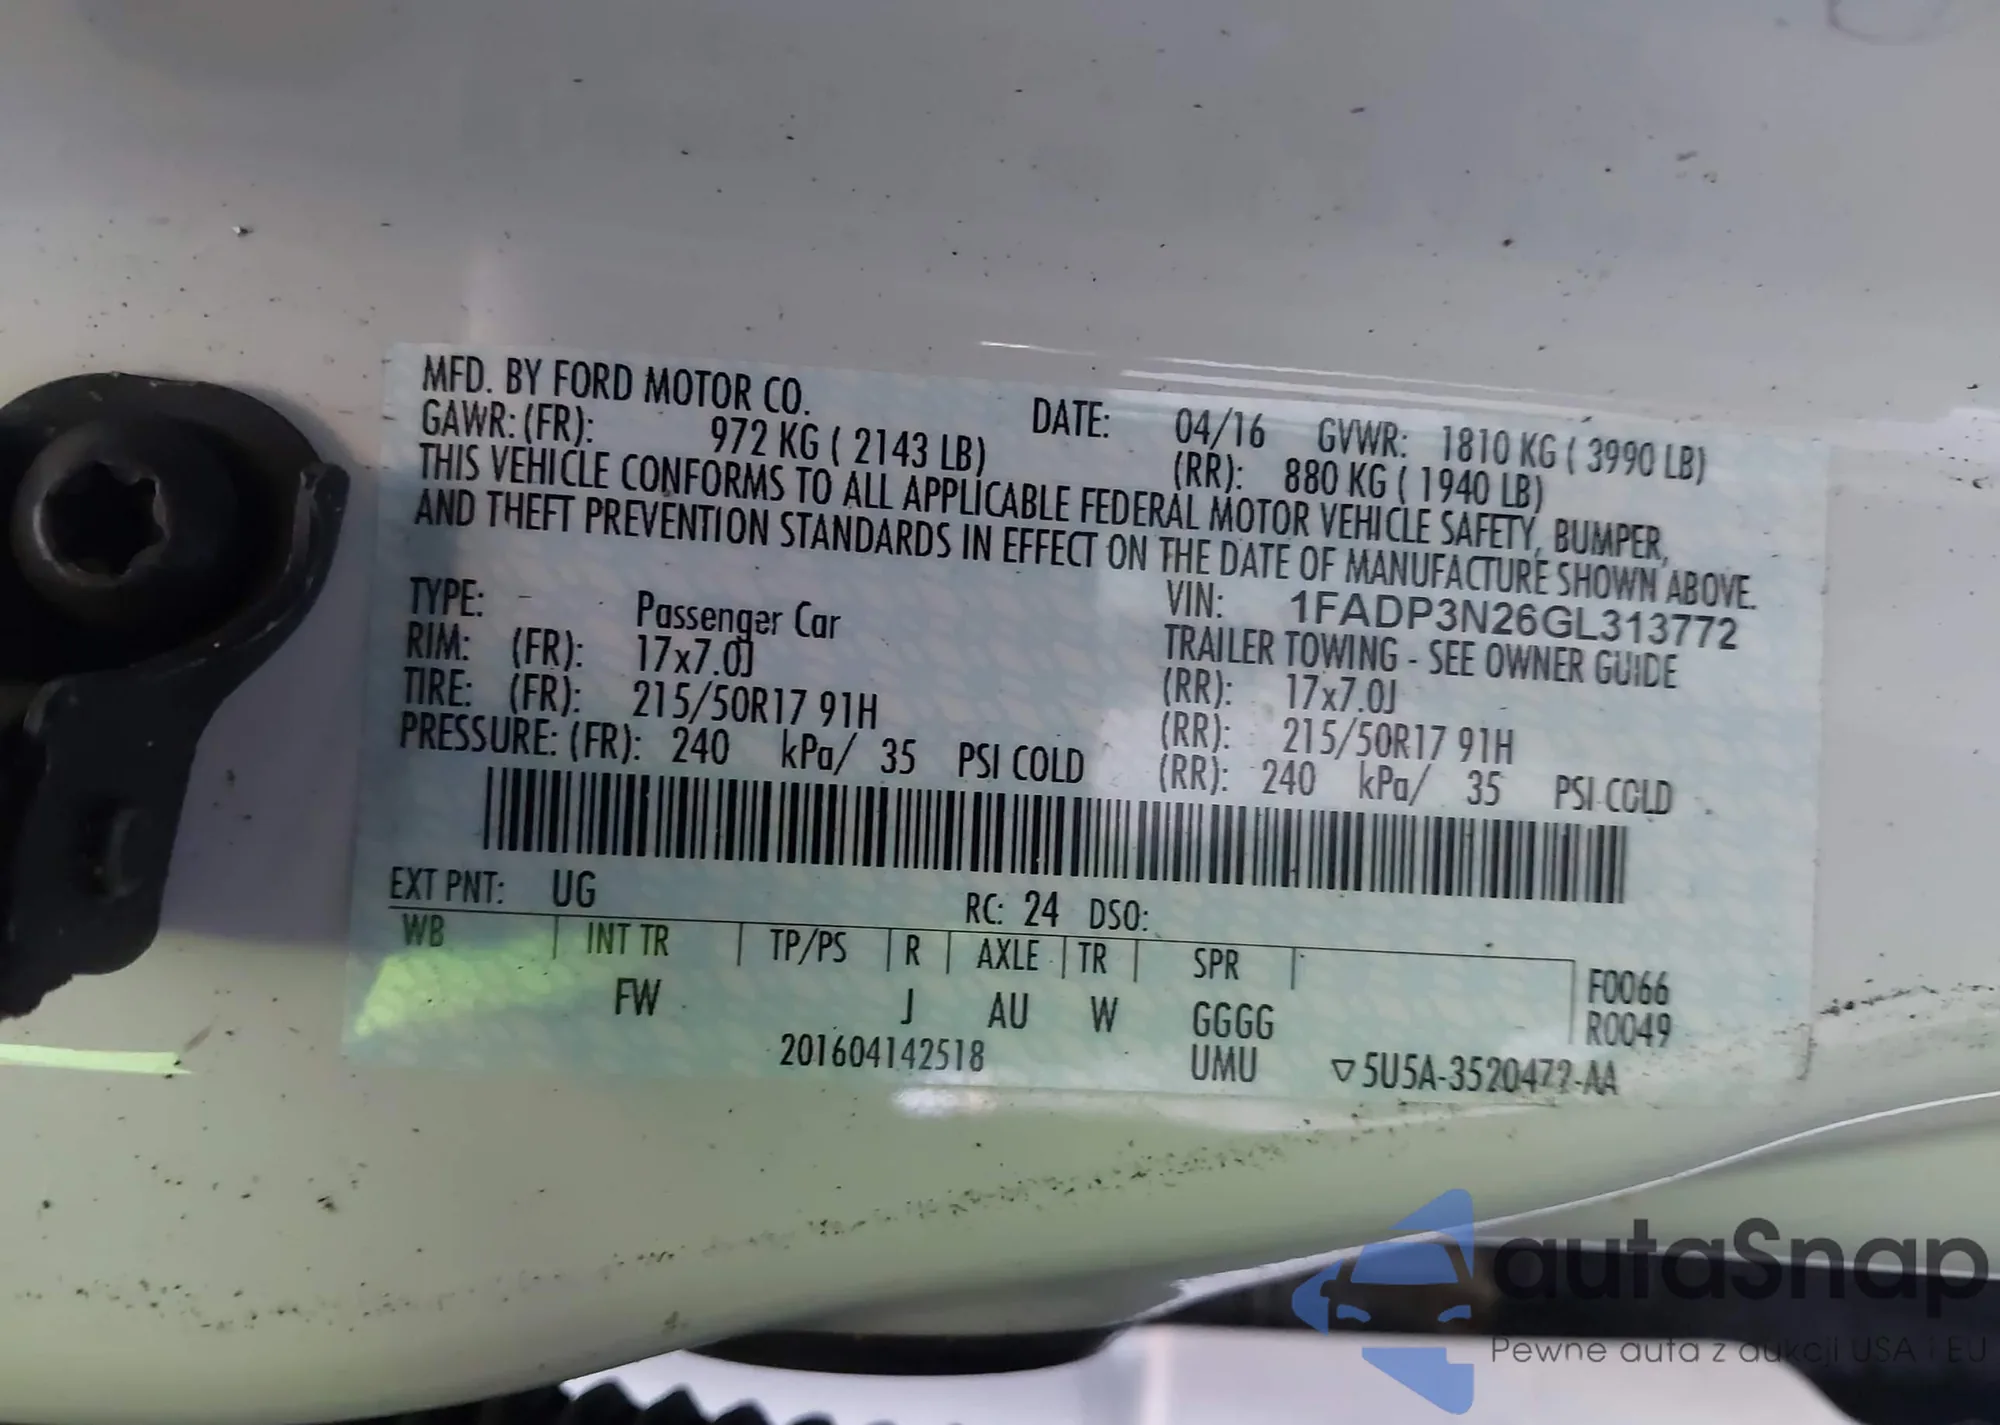 MFD. BY FORD MOTOR CO. DATE: 04/16 GVWR: 1810 KG ( 3990 LB)
GAWR: (FR): 972 KG ( 2143 LB) (RR): 880 KG ( 1940 LB)
THIS VEHICLE CONFORMS TO ALL APPLICABLE FEDERAL MOTOR VEHICLE SAFETY, BUMPER,
AND THEFT PREVENTION STANDARDS IN EFFECT ON THE DATE OF MANUFACTURE SHOWN ABOVE.
VIN: 1FADP3N26GL313772
TYPE: Passenger Car TRAILER TOWING - SEE OWNER GUIDE
RIM: (FR): 17x7.0J (RR): 17x7.0J
TIRE: (FR): 215/50R17 91H (RR): 215/50R17 91H
PRESSURE: (FR): 240 kPa/ 35 PSI COLD (RR): 240 kPa/ 35 PSI COLD
EXT PNT: UG RC: 24 DSO:
WB INT TR TP/PS R AXLE TR SPR F0066
FW J AU W GGGG R0049
201604142518 UMU ▽5U5A-3520472-AA
autaSnap
Pewne auta z aukcji USA i EU